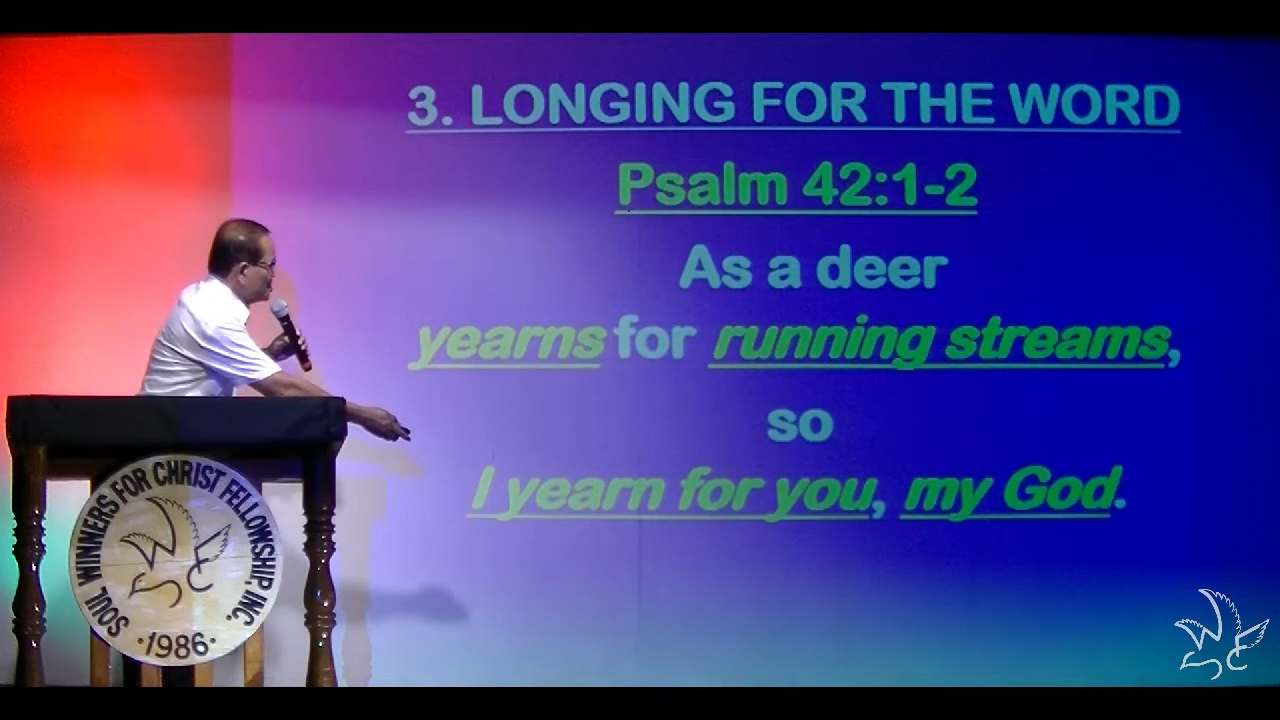 3. LONGING FOR THE WORD
Psalm 42:1-2
As a deer
yearns for running streams,
so
I yearn for you, my God.
SOUL WINNERS FOR CHRIST FELLOWSHIP, INC.
·1986·